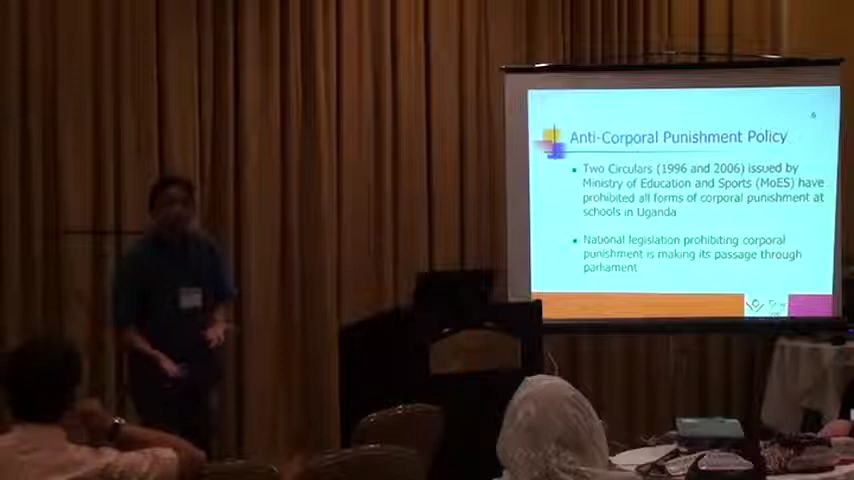 6
Anti-Corporal Punishment Policy
Two Circulars (1996 and 2006) issued by
Ministry of Education and Sports (MoES) have
prohibited all forms of corporal punishment at
schools in Uganda
National legislation prohibiting corporal
punishment is making its passage through
parliament